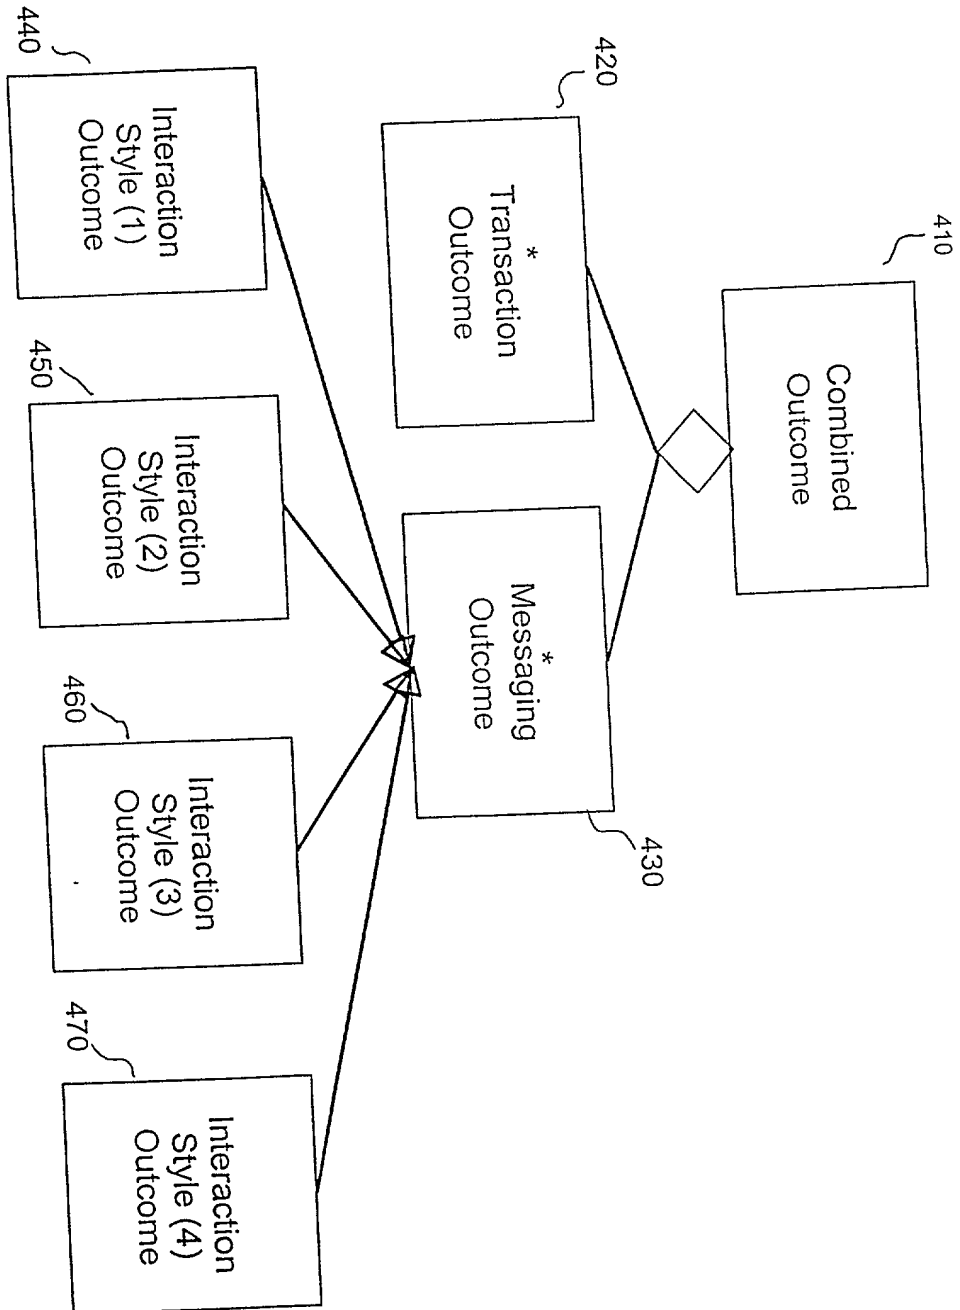 410
Combined
Outcome
420
*
Transaction
Outcome
*
Messaging
Outcome
430
440
Interaction
Style (1)
Outcome
450
Interaction
Style (2)
Outcome
460
Interaction
Style (3)
Outcome
470
Interaction
Style (4)
Outcome